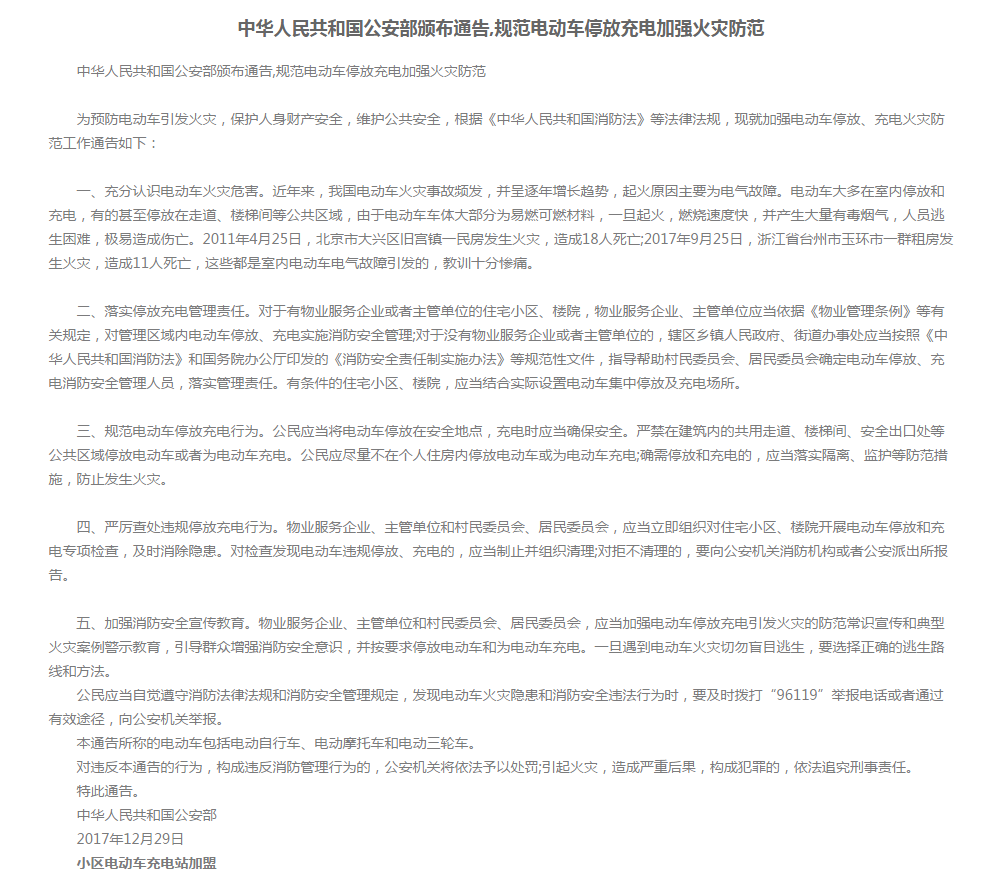 中华人民共和国公安部颁布通告,规范电动车停放充电加强火灾防范
中华人民共和国公安部颁布通告,规范电动车停放充电加强火灾防范
为预防电动车引发火灾，保护人身财产安全，维护公共安全，根据《中华人民共和国消防法》等法律法规，现就加强电动车停放、充电火灾防
范工作通告如下：
一、充分认识电动车火灾危害。近年来，我国电动车火灾事故频发，并呈逐年增长趋势，起火原因主要为电气故障。电动车大多在室内停放和
充电，有的甚至停放在走道、楼梯间等公共区域，由于电动车车体大部分为易燃可燃材料，一旦起火，燃烧速度快，并产生大量有毒烟气，人员逃
生困难，极易造成伤亡。2011年4月25日，北京市大兴区旧宫镇一民房发生火灾，造成18人死亡;2017年9月25日，浙江省台州市玉环市一群租房发
生火灾，造成11人死亡，这些都是室内电动车电气故障引发的，教训十分惨痛。
二、落实停放充电管理责任。对于有物业服务企业或者主管单位的住宅小区、楼院，物业服务企业、主管单位应当依据《物业管理条例》等有
关规定，对管理区域内电动车停放、充电实施消防安全管理;对于没有物业服务企业或者主管单位的，辖区乡镇人民政府、街道办事处应当按照《中
华人民共和国消防法》和国务院办公厅印发的《消防安全责任制实施办法》等规范性文件，指导帮助村民委员会、居民委员会确定电动车停放、充
电消防安全管理人员，落实管理责任。有条件的住宅小区、楼院，应当结合实际设置电动车集中停放及充电场所。
三、规范电动车停放充电行为。公民应当将电动车停放在安全地点，充电时应当确保安全。严禁在建筑内的共用走道、楼梯间、安全出口处等
公共区域停放电动车或者为电动车充电。公民应尽量不在个人住房内停放电动车或为电动车充电;确需停放和充电的，应当落实隔离、监护等防范措
施，防止发生火灾。
四、严厉查处违规停放充电行为。物业服务企业、主管单位和村民委员会、居民委员会，应当立即组织对住宅小区、楼院开展电动车停放和充
电专项检查，及时消除隐患。对检查发现电动车违规停放、充电的，应当制止并组织清理;对拒不清理的，要向公安机关消防机构或者公安派出所报
告。
五、加强消防安全宣传教育。物业服务企业、主管单位和村民委员会、居民委员会，应当加强电动车停放充电引发火灾的防范常识宣传和典型
火灾案例警示教育，引导群众增强消防安全意识，并按要求停放电动车和为电动车充电。一旦遇到电动车火灾切勿盲目逃生，要选择正确的逃生路
线和方法。
公民应当自觉遵守消防法律法规和消防安全管理规定，发现电动车火灾隐患和消防安全违法行为时，要及时拨打“96119”举报电话或者通过
有效途径，向公安机关举报。
本通告所称的电动车包括电动自行车、电动摩托车和电动三轮车。
对违反本通告的行为，构成违反消防管理行为的，公安机关将依法予以处罚;引起火灾，造成严重后果，构成犯罪的，依法追究刑事责任。
特此通告。
中华人民共和国公安部
2017年12月29日
小区电动车充电站加盟